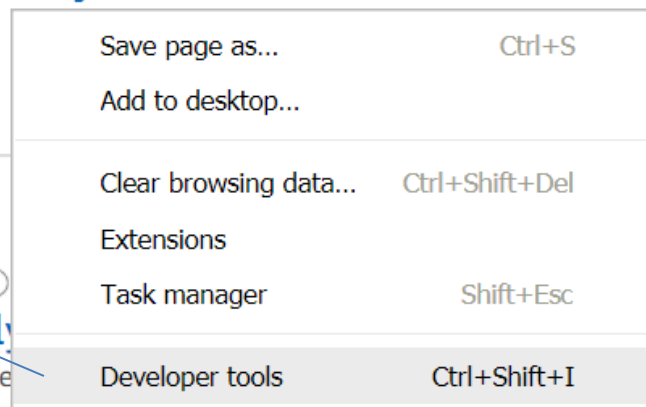 Save page as... Ctrl+S
Add to desktop...
Clear browsing data... Ctrl+Shift+Del
Extensions
Task manager Shift+Esc
Developer tools Ctrl+Shift+I